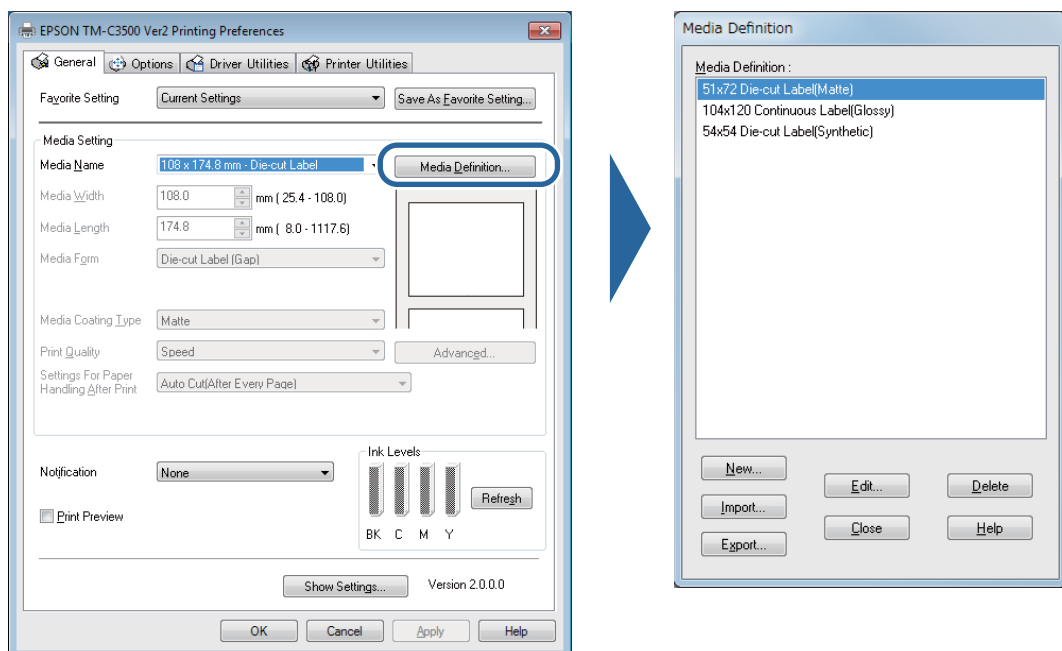 EPSON TM-C3500 Ver2 Printing Preferences
General Options Driver Utilities Printer Utilities
Favorite Setting Current Settings Save As Favorite Setting...
Media Setting
Media Name 108 x 174.8 mm - Die-cut Label Media Definition...
Media Width 108.0 mm ( 25.4 - 108.0)
Media Length 174.8 mm ( 8.0 - 1117.6)
Media Form Die-cut Label (Gap)
Media Coating Type Matte
Print Quality Speed Advanced...
Settings For Paper
Handling After Print Auto Cut(After Every Page)
Ink Levels
Notification None
Refresh
Print Preview
BK C M Y
Show Settings... Version 2.0.0.0
OK Cancel Apply Help
Media Definition
Media Definition :
51x72 Die-cut Label(Matte)
104x120 Continuous Label(Glossy)
54x54 Die-cut Label(Synthetic)
New...
Edit... Delete
Import...
Close Help
Export...